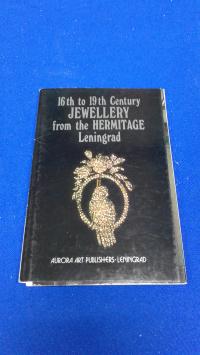 16th to 19th Century
JEWELLERY
from the HERMITAGE
Leningrad
AURORA ART PUBLISHERS·LENINGRAD